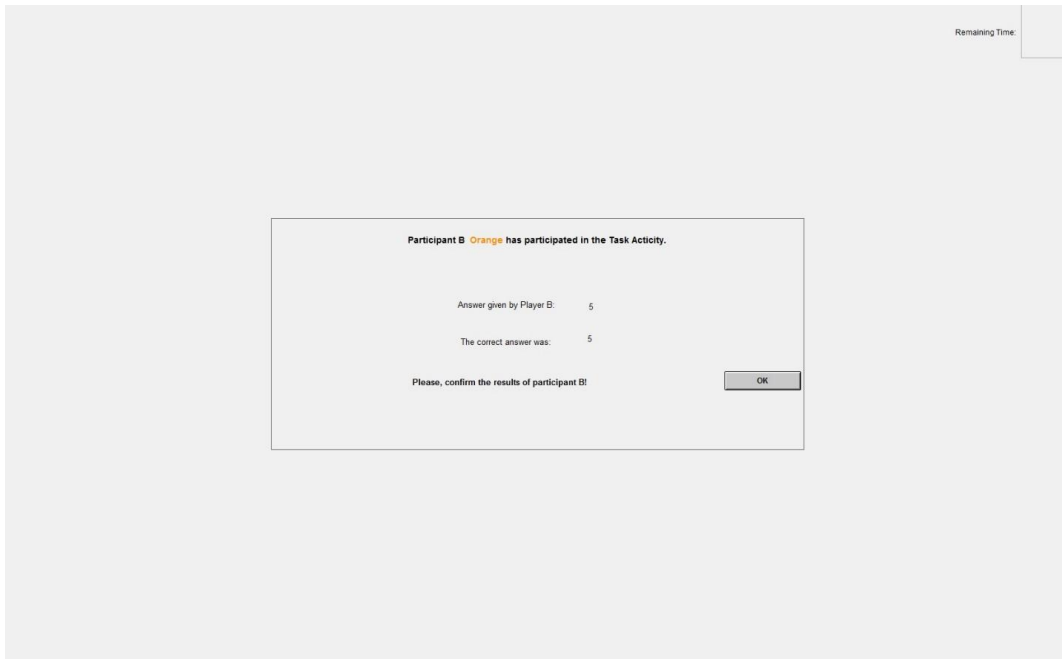 Remaining Time:
Participant B Orange has participated in the Task Acticity.
Answer given by Player B: 5
The correct answer was: 5
Please, confirm the results of participant B!
OK